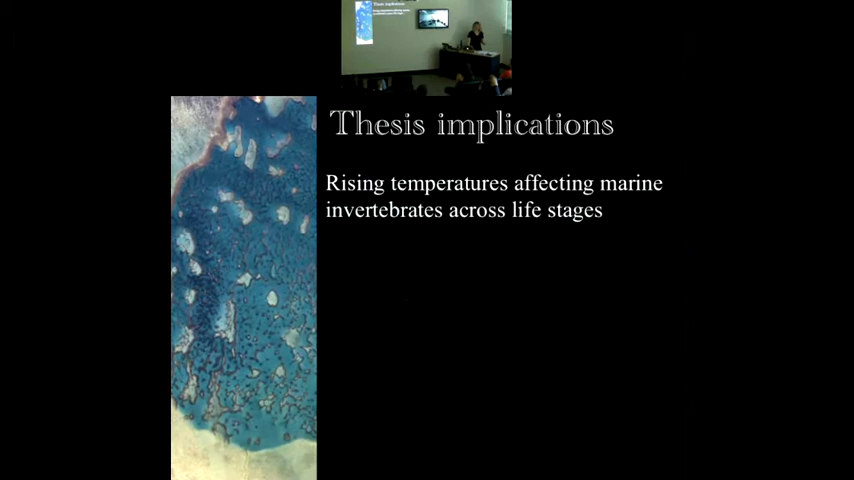 Thesis implications
Rising temperatures affecting marine
invertebrates across life stages